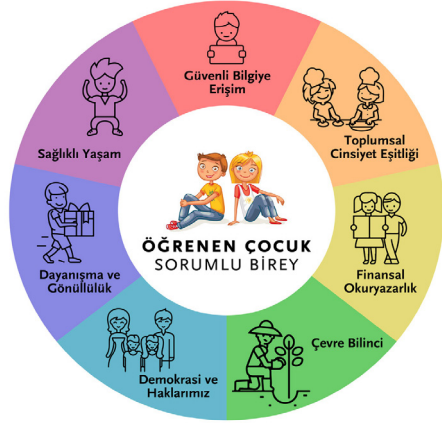 Güvenli Bilgiye
Erişim
Toplumsal
Cinsiyet Eşitliği
Finansal
Okuryazarlık
Çevre Bilinci
Demokrasi ve
Haklarımız
Dayanışma ve
Gönüllülük
Sağlıklı Yaşam
ÖĞRENEN ÇOCUK
SORUMLU BİREY